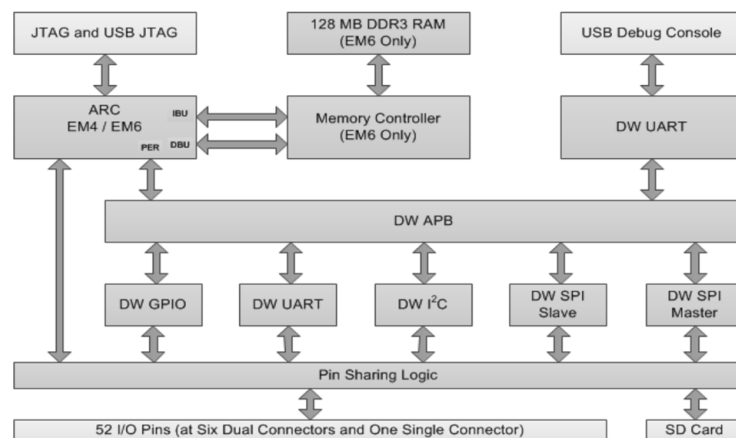 JTAG and USB JTAG
128 MB DDR3 RAM
(EM6 Only)
USB Debug Console
ARC
EM4 / EM6
IBU
PER
DBU
Memory Controller
(EM6 Only)
DW UART
DW APB
DW GPIO
DW UART
DW I²C
DW SPI
Slave
DW SPI
Master
Pin Sharing Logic
52 I/O Pins (at Six Dual Connectors and One Single Connector)
SD Card